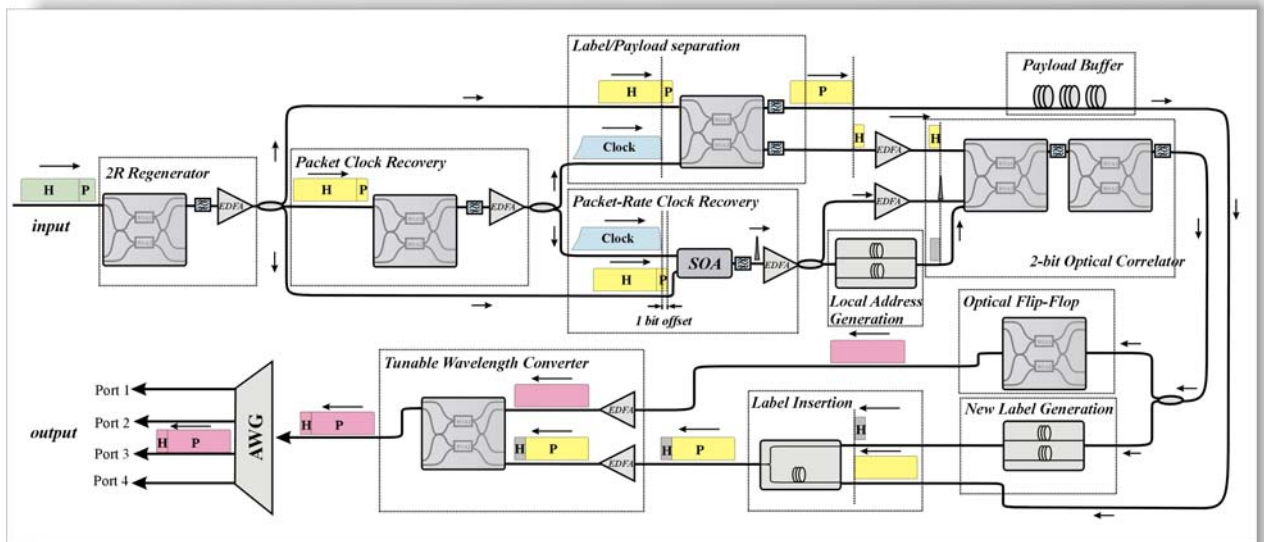 Label/Payload separation
H P
P
Payload Buffer
Clock
H
EDFA
H
2R Regenerator
Packet Clock Recovery
H P
H P
EDFA
EDFA
input
Packet-Rate Clock Recovery
EDFA
Clock
SOA
EDFA
H P
2-bit Optical Correlator
1 bit offset
Local Address
Generation
Optical Flip-Flop
Tunable Wavelength Converter
Port 1
EDFA
Label Insertion
New Label Generation
H P
H
output
Port 2
H P
AWG
H P
H P
Port 3
EDFA
Port 4